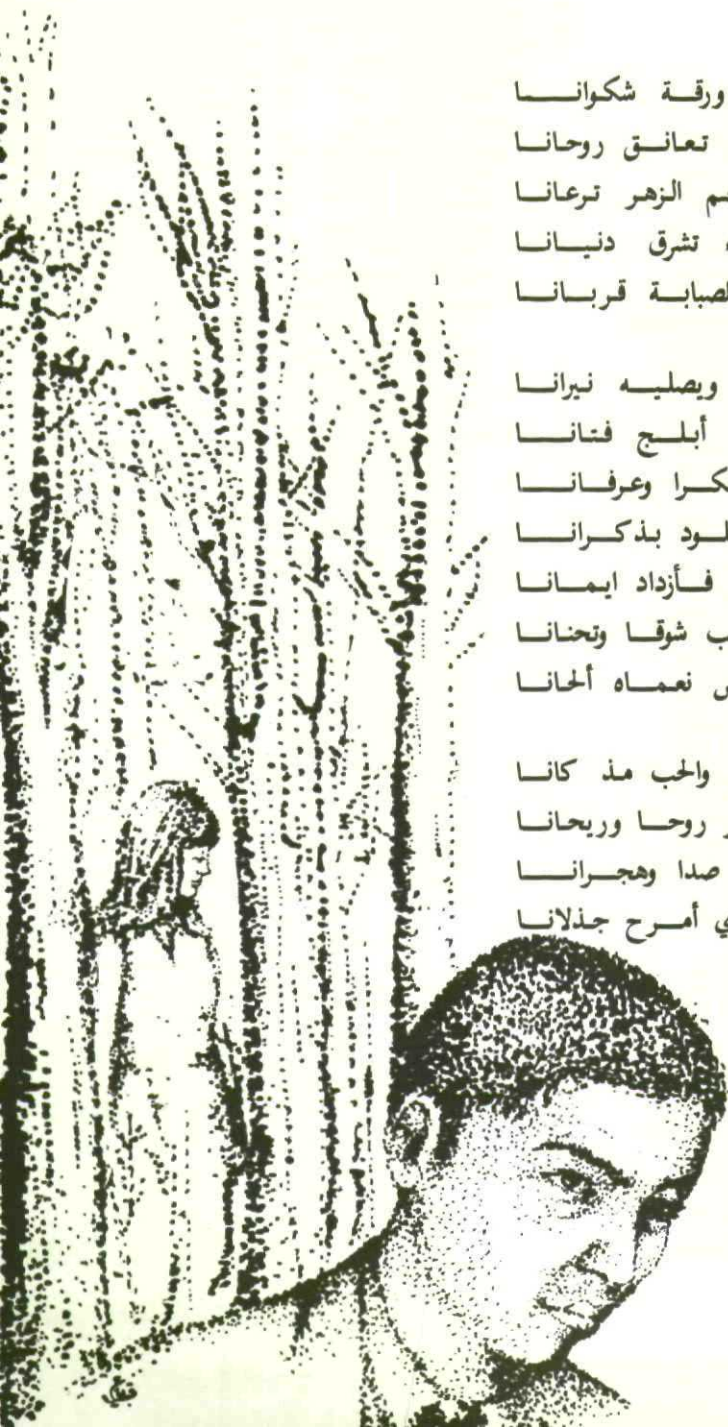 ورقة شكوانا
تعانق روحانا
الزهر ترعانا
تشرق دنيانا
لصبابة قربانا
ويصليه نيرانا
أبلج فتانا
كرا وعرفانا
لود بذكرانا
فأزداد ايمانا
ب شوقا وتحنانا
نعماه ألحانا
والحب مذ كانا
روحا وريحانا
صدا وهجرانا
ي أمرح جذلانا